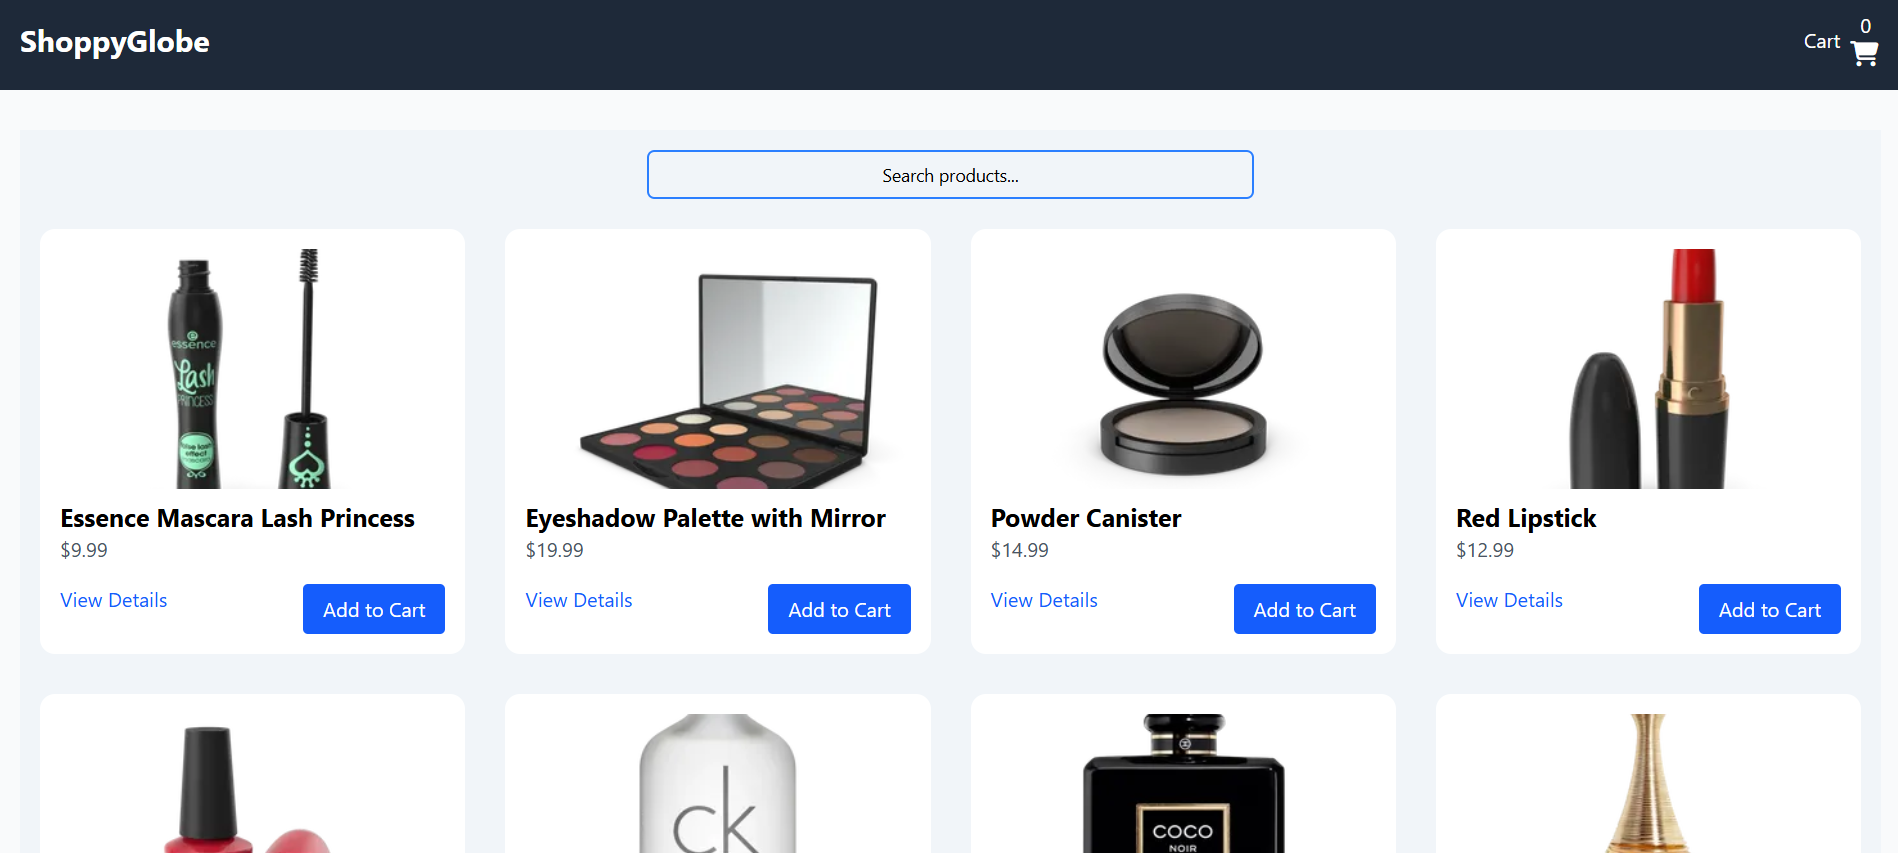 ShoppyGlobe
Cart
0
Search products...
essence
Lash
PRINCESS
effect
Essence Mascara Lash Princess
$9.99
View Details
Add to Cart
Eyeshadow Palette with Mirror
$19.99
View Details
Add to Cart
Powder Canister
$14.99
View Details
Add to Cart
Red Lipstick
$12.99
View Details
Add to Cart
ck
COCO
NOIR